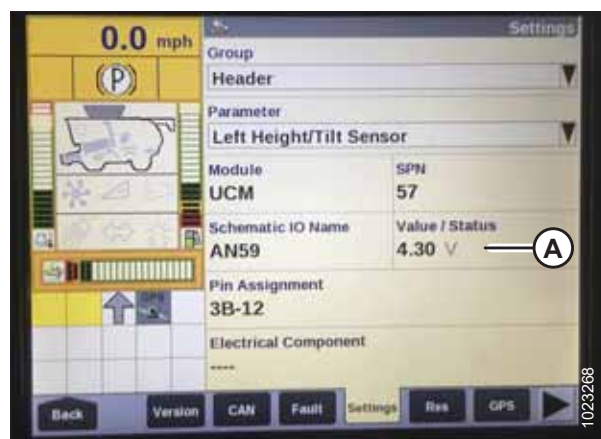 0.0 mph
Settings
(P)
Group
Header
Parameter
Left Height/Tilt Sensor
Module
UCM
SPN
57
Schematic IO Name
AN59
Value / Status
4.30 V
A
Pin Assignment
3B-12
GPS
Electrical Component
----
Back
Version
CAN
Fault
Settings
Res
GPS
1023268